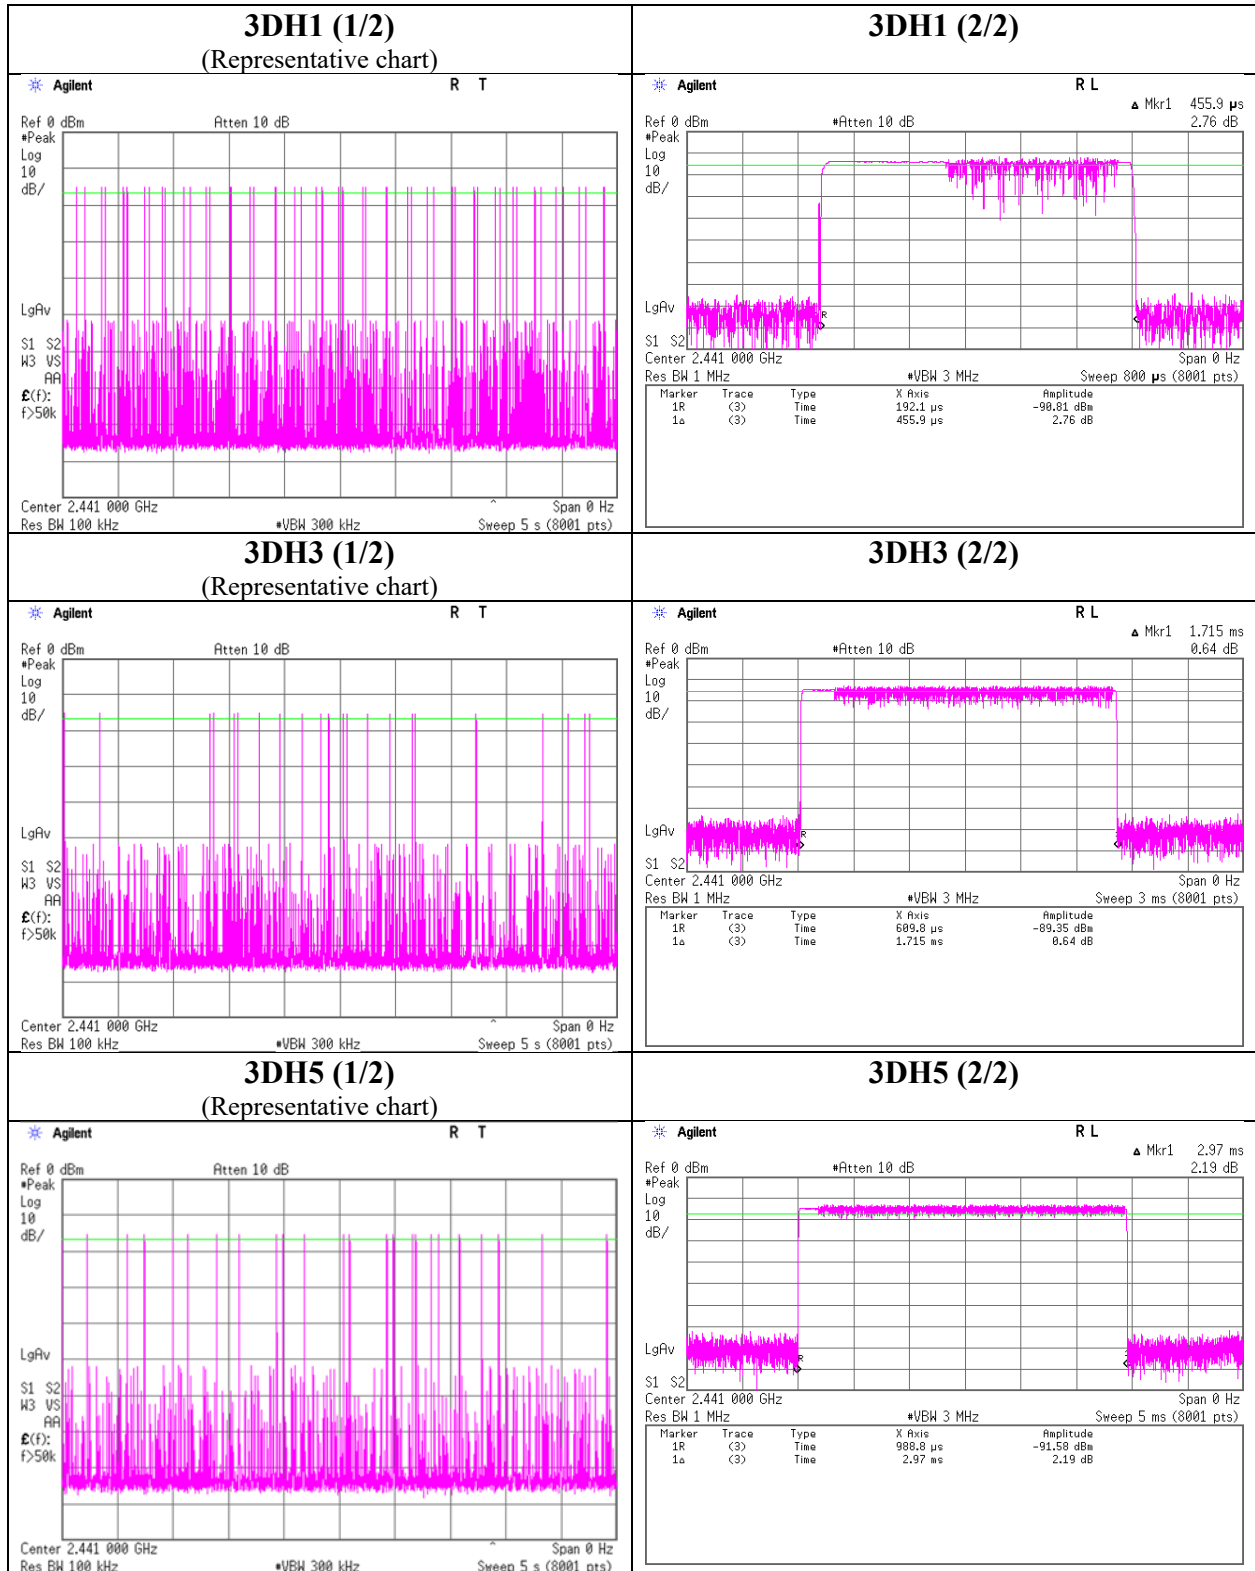 3DH1 (1/2)
(Representative chart)
Agilent R T
Ref 0 dBm Atten 10 dB
#Peak
Log
10
dB/
LgAv
S1 S2
W3 VS
AA
£(f):
f>50k
Center 2.441 000 GHz ^ Span 0 Hz
Res BW 100 kHz #VBW 300 kHz Sweep 5 s (8001 pts)
3DH1 (2/2)
Agilent R L
Δ Mkr1 455.9 µs
Ref 0 dBm #Atten 10 dB 2.76 dB
#Peak
Log
10
dB/
LgAv
R
S1 S2
Center 2.441 000 GHz Span 0 Hz
Res BW 1 MHz #VBW 3 MHz Sweep 800 µs (8001 pts)
Marker Trace Type X Axis Amplitude
1R (3) Time 192.1 µs -90.81 dBm
1Δ (3) Time 455.9 µs 2.76 dB
3DH3 (1/2)
(Representative chart)
Agilent R T
Ref 0 dBm Atten 10 dB
#Peak
Log
10
dB/
LgAv
S1 S2
W3 VS
AA
£(f):
f>50k
Center 2.441 000 GHz ^ Span 0 Hz
Res BW 100 kHz #VBW 300 kHz Sweep 5 s (8001 pts)
3DH3 (2/2)
Agilent R L
Δ Mkr1 1.715 ms
Ref 0 dBm #Atten 10 dB 0.64 dB
#Peak
Log
10
dB/
LgAv
R
S1 S2
Center 2.441 000 GHz Span 0 Hz
Res BW 1 MHz #VBW 3 MHz Sweep 3 ms (8001 pts)
Marker Trace Type X Axis Amplitude
1R (3) Time 609.8 µs -89.35 dBm
1Δ (3) Time 1.715 ms 0.64 dB
3DH5 (1/2)
(Representative chart)
Agilent R T
Ref 0 dBm Atten 10 dB
#Peak
Log
10
dB/
LgAv
S1 S2
W3 VS
AA
£(f):
f>50k
Center 2.441 000 GHz ^ Span 0 Hz
Res BW 100 kHz #VBW 300 kHz Sweep 5 s (8001 pts)
3DH5 (2/2)
Agilent R L
Δ Mkr1 2.97 ms
Ref 0 dBm #Atten 10 dB 2.19 dB
#Peak
Log
10
dB/
LgAv
R
S1 S2
Center 2.441 000 GHz Span 0 Hz
Res BW 1 MHz #VBW 3 MHz Sweep 5 ms (8001 pts)
Marker Trace Type X Axis Amplitude
1R (3) Time 988.8 µs -91.58 dBm
1Δ (3) Time 2.97 ms 2.19 dB